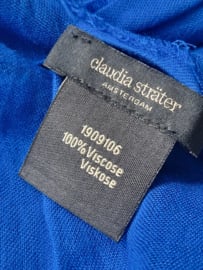 claudia sträter
AMSTERDAM
1909106
100% Viscose
Viskose